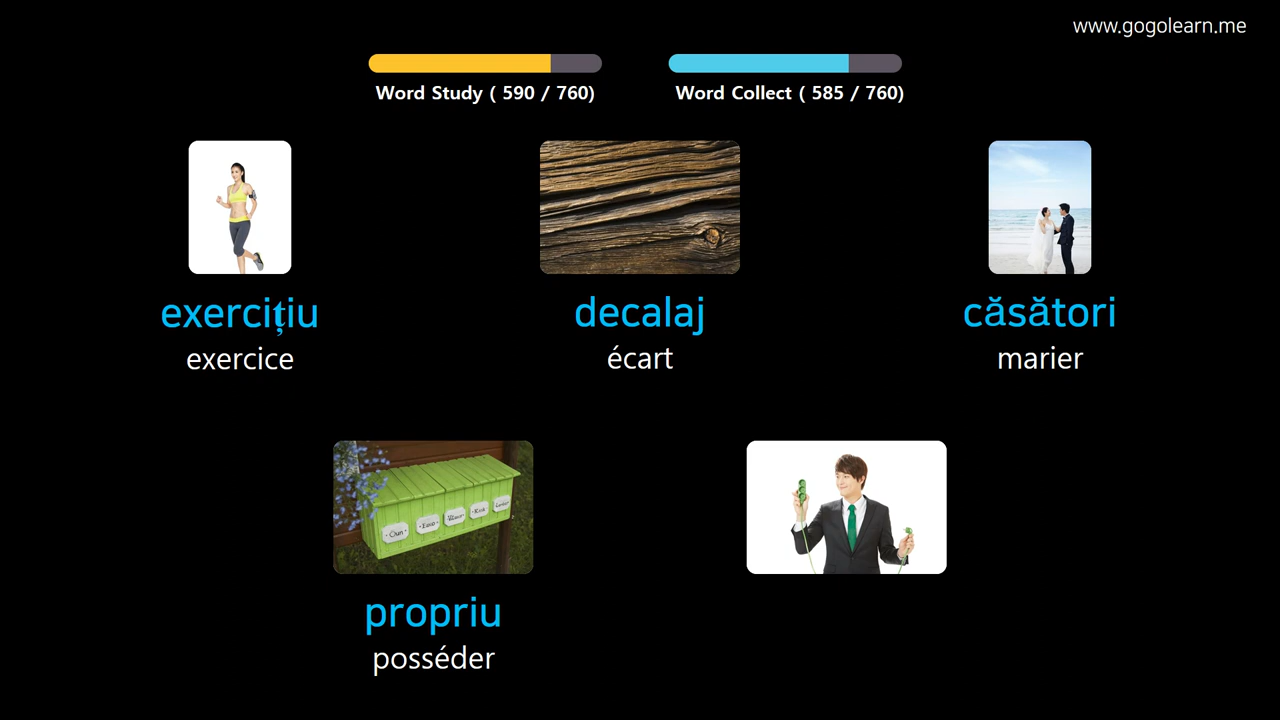 www.gogolearn.me
Word Study ( 590 / 760)
Word Collect ( 585 / 760)
exercițiu
exercice
decalaj
écart
căsători
marier
propriu
posséder